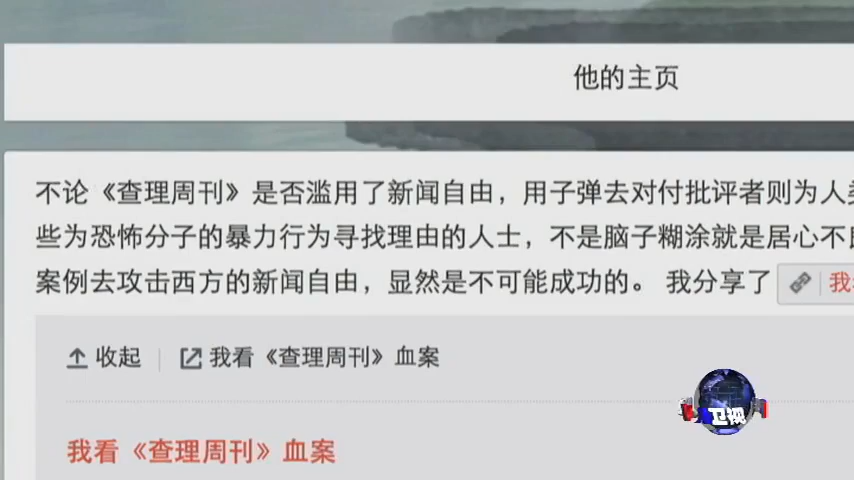 他的主页
不论《查理周刊》是否滥用了新闻自由，用子弹去对付批评者则为人
些为恐怖分子的暴力行为寻找理由的人士，不是脑子糊涂就是居心不
案例去攻击西方的新闻自由，显然是不可能成功的。我分享了 我
收起 我看《查理周刊》血案
我看《查理周刊》血案
卫视